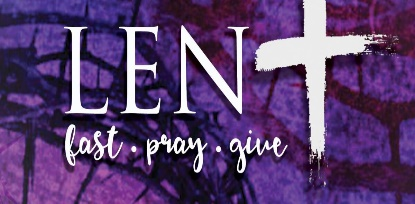 LENT
fast . pray . give